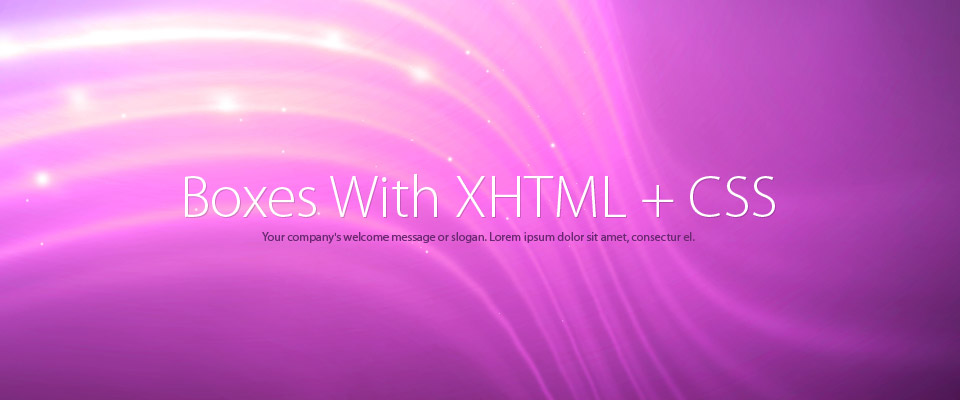 Boxes With XHTML + CSS
Your company's welcome message or slogan. Lorem ipsum dolor sit amet, consectur el.